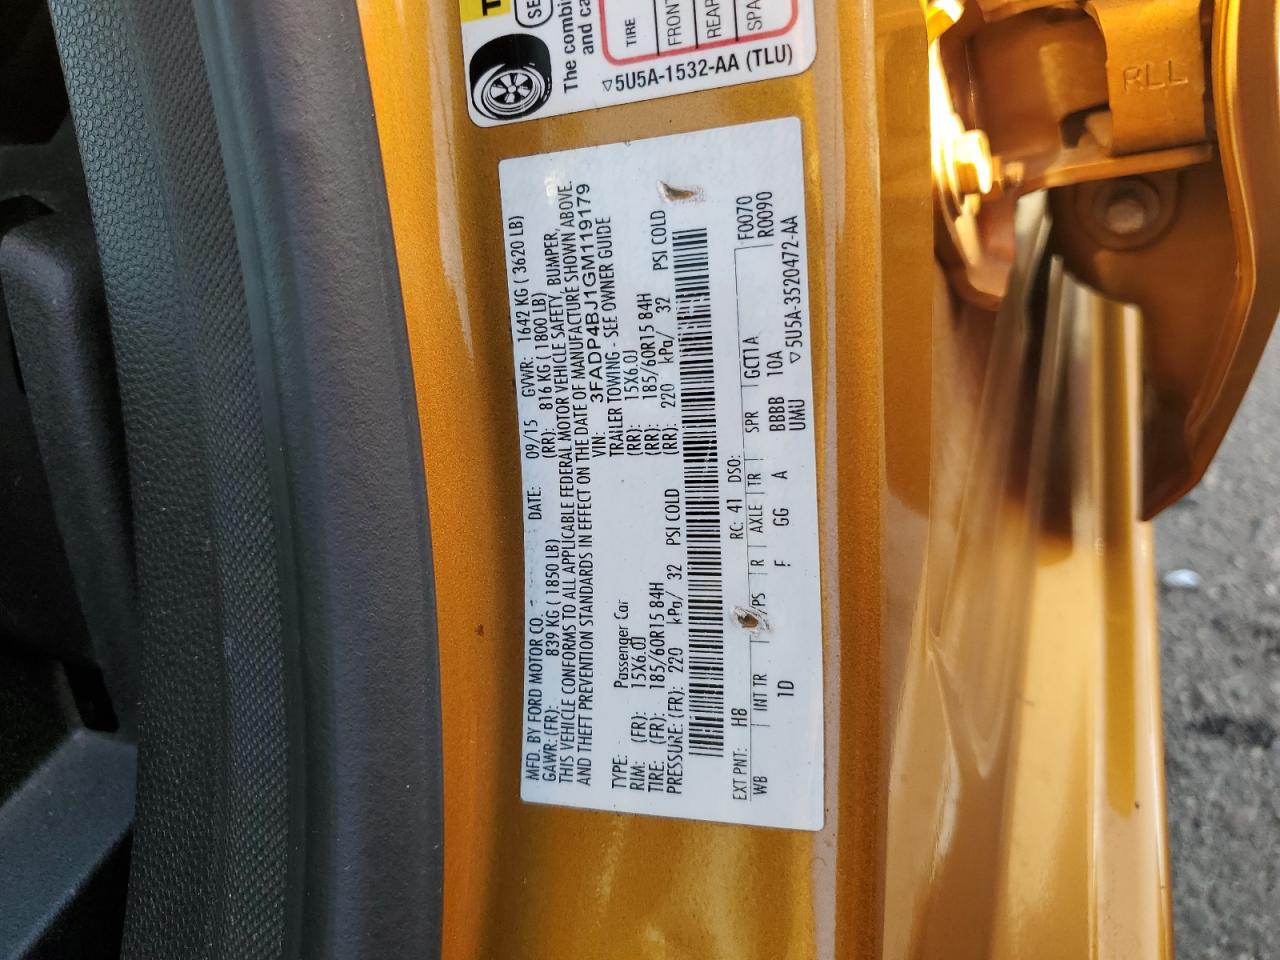 T
SE
The combin
and ca
TIRE
FRONT
REAR
SPA
▽5U5A-1532-AA (TLU)
MFD. BY FORD MOTOR CO.
DATE: 09/15 GVWR: 1642 KG ( 3620 LB)
GAWR: (FR): 839 KG ( 1850 LB) (RR): 816 KG ( 1800 LB)
THIS VEHICLE CONFORMS TO ALL APPLICABLE FEDERAL MOTOR VEHICLE SAFETY, BUMPER,
AND THEFT PREVENTION STANDARDS IN EFFECT ON THE DATE OF MANUFACTURE SHOWN ABOVE.
VIN: 3FADP4BJ1GM119179
TYPE: Passenger Car TRAILER TOWING - SEE OWNER GUIDE
RIM: (FR): 15X6.0J (RR): 15X6.0J
TIRE: (FR): 185/60R15 84H (RR): 185/60R15 84H
PRESSURE: (FR): 220 kPa/ 32 PSI COLD (RR): 220 kPa/ 32 PSI COLD
EXT PNT: H8 RC: 41 DSO: F0070
WB INT TR /PS R AXLE TR SPR GCT1A R0090
1D F GG A BBBB 10A
UMU ▽5U5A-3520472-AA
RLL